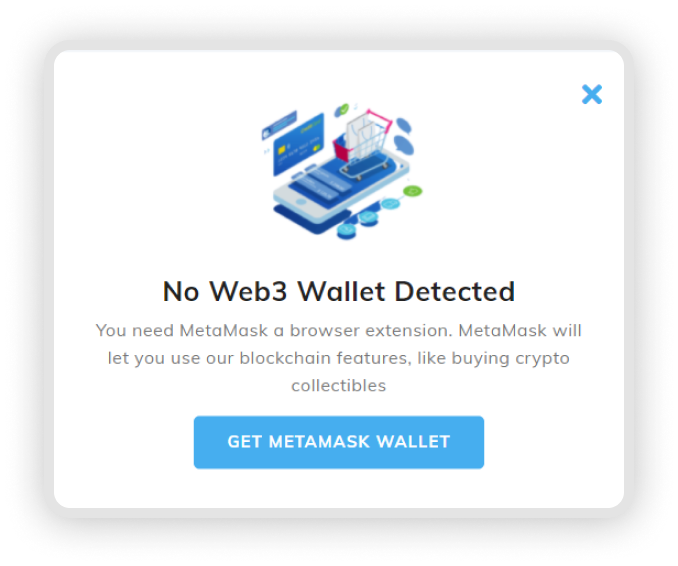 No Web3 Wallet Detected
You need MetaMask a browser extension. MetaMask will
let you use our blockchain features, like buying crypto
collectibles
GET METAMASK WALLET